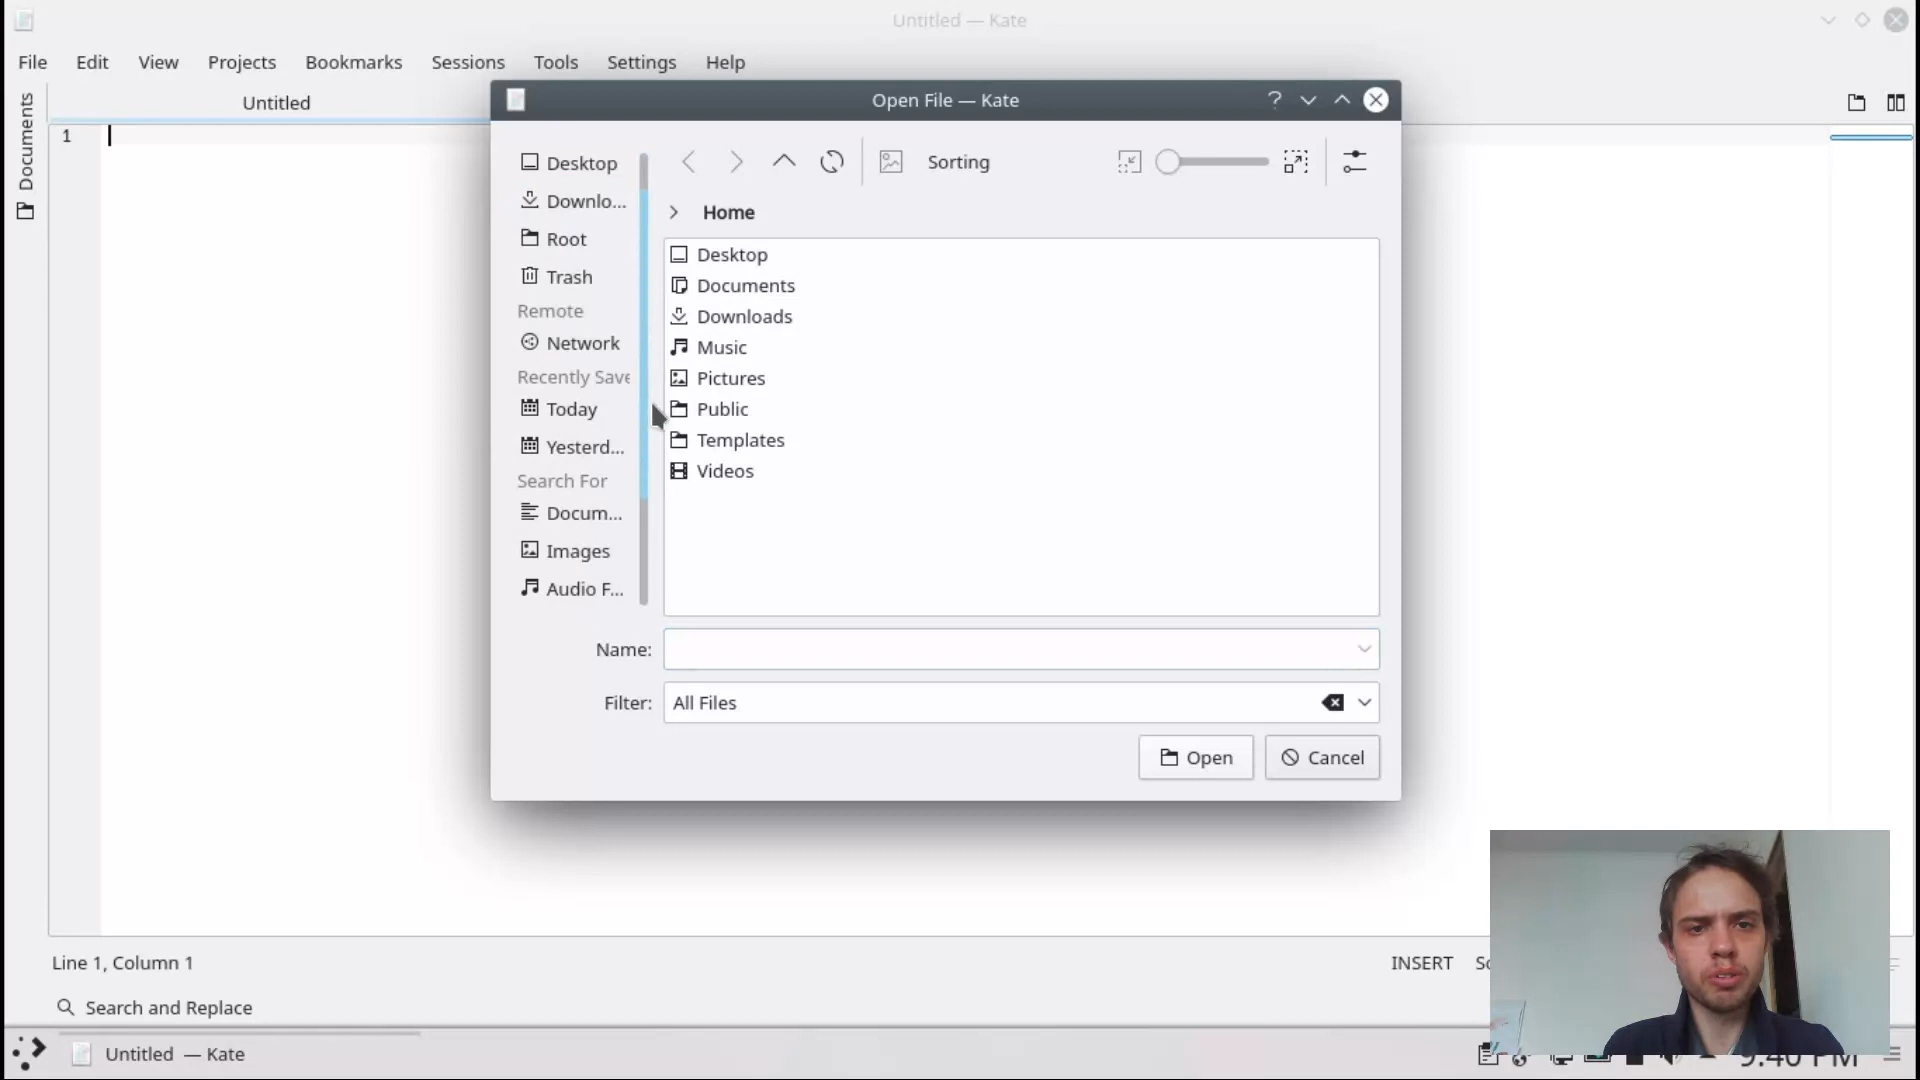 Untitled — Kate
File Edit View Projects Bookmarks Sessions Tools Settings Help
Documents
Untitled
1
Open File — Kate
?
Desktop
Downlo...
Root
Trash
Remote
Network
Recently Save
Today
Yesterd...
Search For
Docum...
Images
Audio F...
Sorting
Home
Desktop
Documents
Downloads
Music
Pictures
Public
Templates
Videos
Name:
Filter: All Files
Open Cancel
Line 1, Column 1
INSERT
Search and Replace
Untitled — Kate
9:40 PM